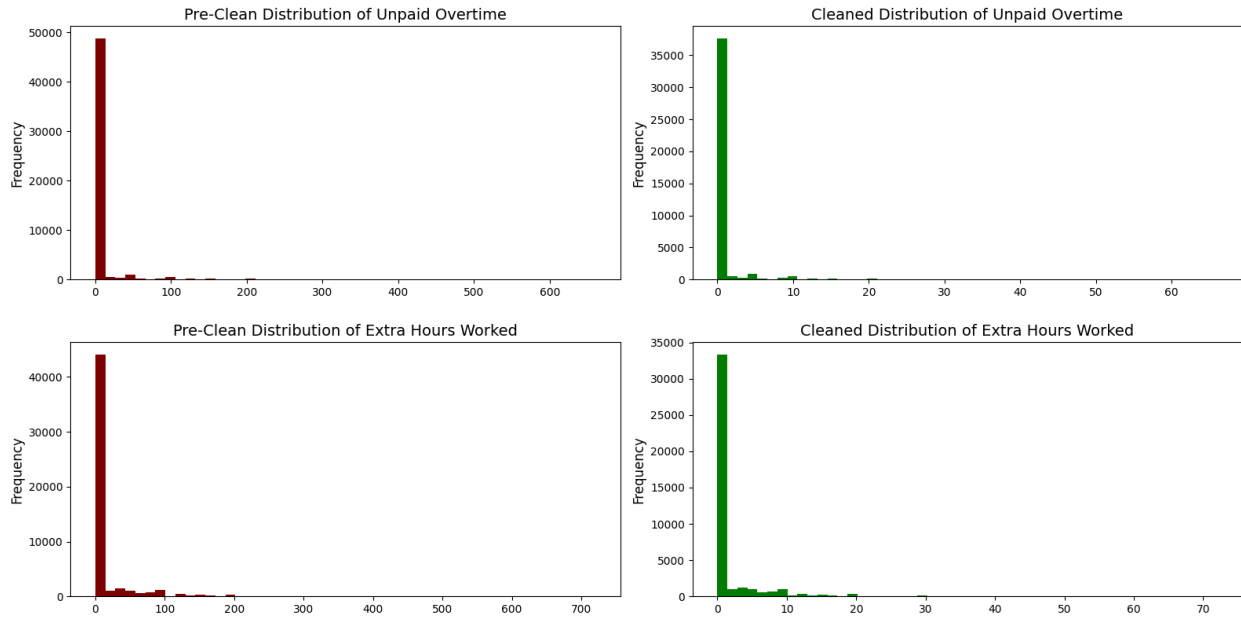 Pre-Clean Distribution of Unpaid Overtime
Frequency
50000
40000
30000
20000
10000
0
0 100 200 300 400 500 600
Cleaned Distribution of Unpaid Overtime
Frequency
35000
30000
25000
20000
15000
10000
5000
0
0 10 20 30 40 50 60
Pre-Clean Distribution of Extra Hours Worked
Frequency
40000
30000
20000
10000
0
0 100 200 300 400 500 600 700
Cleaned Distribution of Extra Hours Worked
Frequency
35000
30000
25000
20000
15000
10000
5000
0
0 10 20 30 40 50 60 70